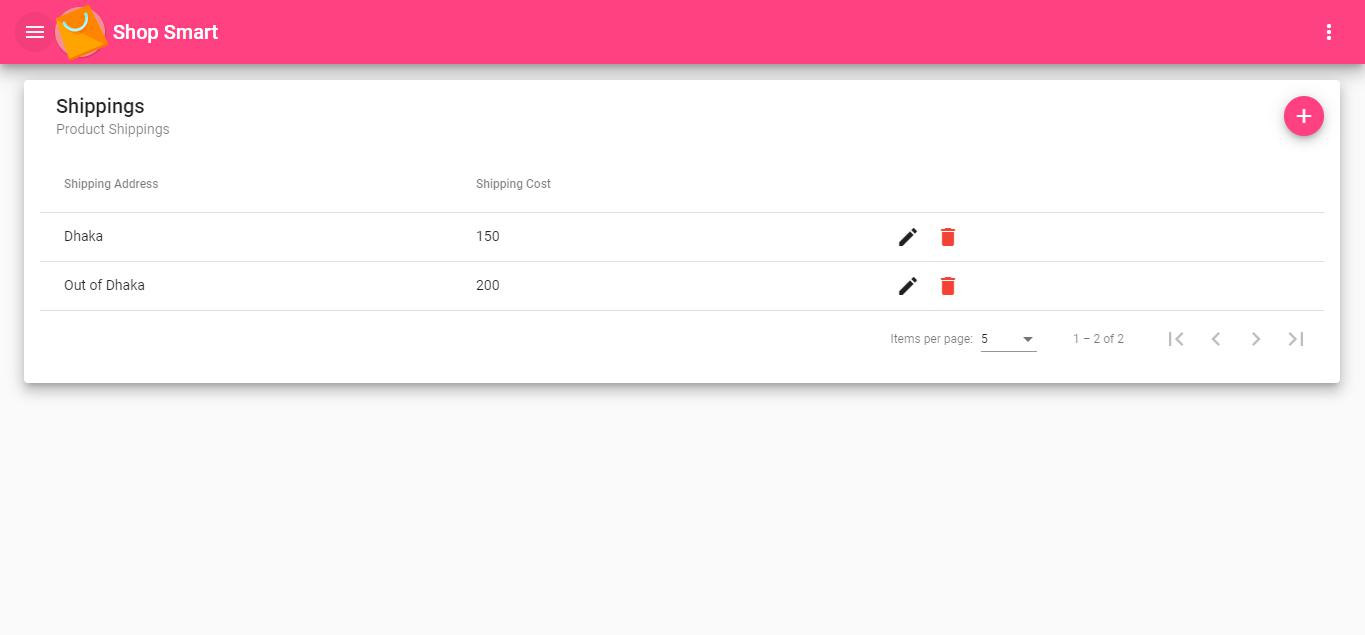 Shop Smart
Shippings
Product Shippings
Shipping Address Shipping Cost
Dhaka 150
Out of Dhaka 200
Items per page: 5 1 – 2 of 2